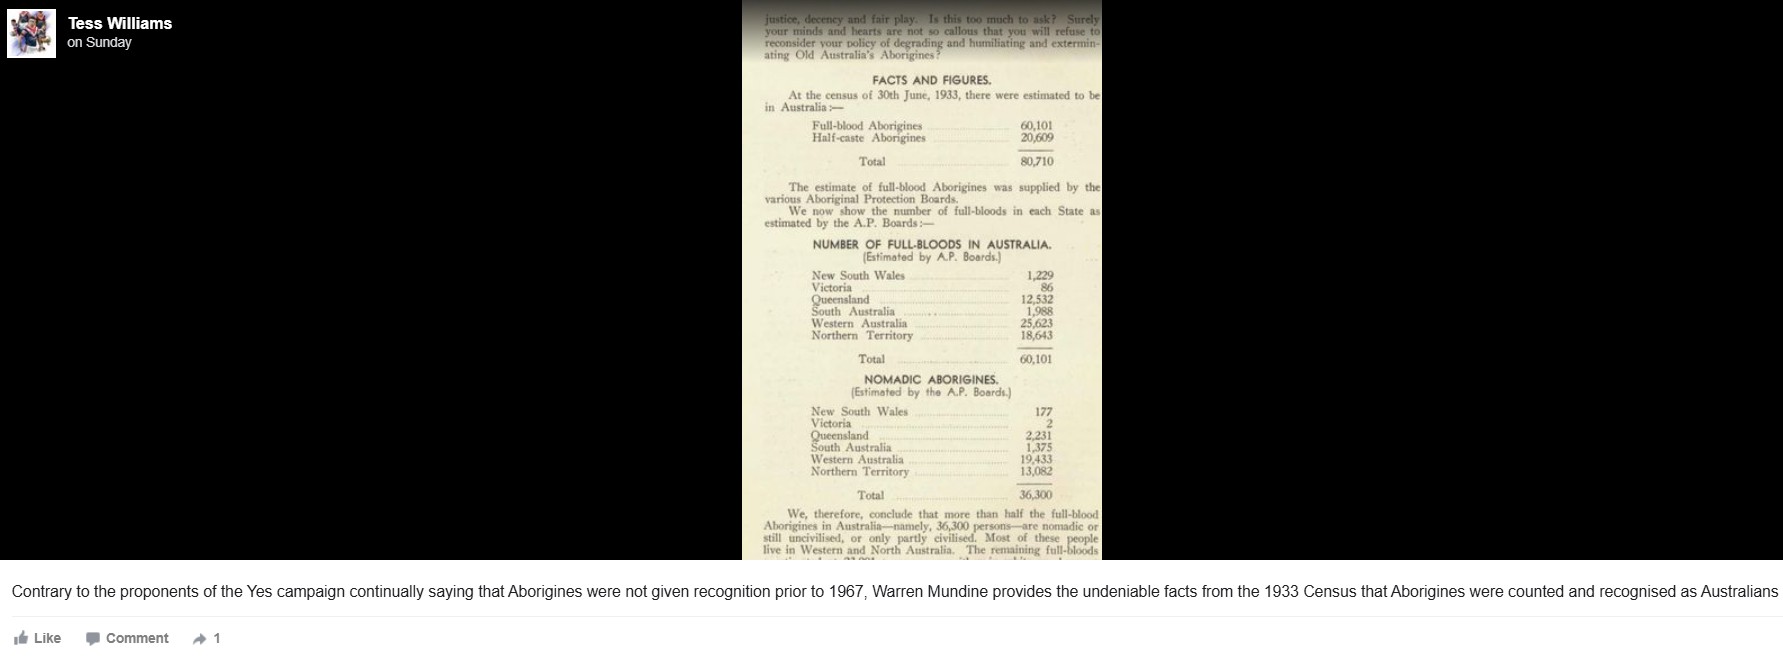 Tess Williams
on Sunday
justice, decency and fair play. Is this too much to ask? Surely
your minds and hearts are not so callous that you will refuse to
reconsider your policy of degrading and humiliating and extermin-
ating Old Australia's Aborigines?
FACTS AND FIGURES.
At the census of 30th June, 1933, there were estimated to be
in Australia:—
Full-blood Aborigines 60,101
Half-caste Aborigines 20,609
Total 80,710
The estimate of full-blood Aborigines was supplied by the
various Aboriginal Protection Boards.
We now show the number of full-bloods in each State as
estimated by the A.P. Boards:—
NUMBER OF FULL-BLOODS IN AUSTRALIA.
(Estimated by A.P. Boards.)
New South Wales 1,229
Victoria 86
Queensland 12,532
South Australia 1,988
Western Australia 25,623
Northern Territory 18,643
Total 60,101
NOMADIC ABORIGINES.
(Estimated by the A.P. Boards.)
New South Wales 177
Victoria 2
Queensland 2,231
South Australia 1,375
Western Australia 19,433
Northern Territory 13,082
Total 36,300
We, therefore, conclude that more than half the full-blood
Aborigines in Australia—namely, 36,300 persons—are nomadic or
still uncivilised, or only partly civilised. Most of these people
live in Western and North Australia. The remaining full-bloods
Contrary to the proponents of the Yes campaign continually saying that Aborigines were not given recognition prior to 1967, Warren Mundine provides the undeniable facts from the 1933 Census that Aborigines were counted and recognised as Australians
Like Comment 1